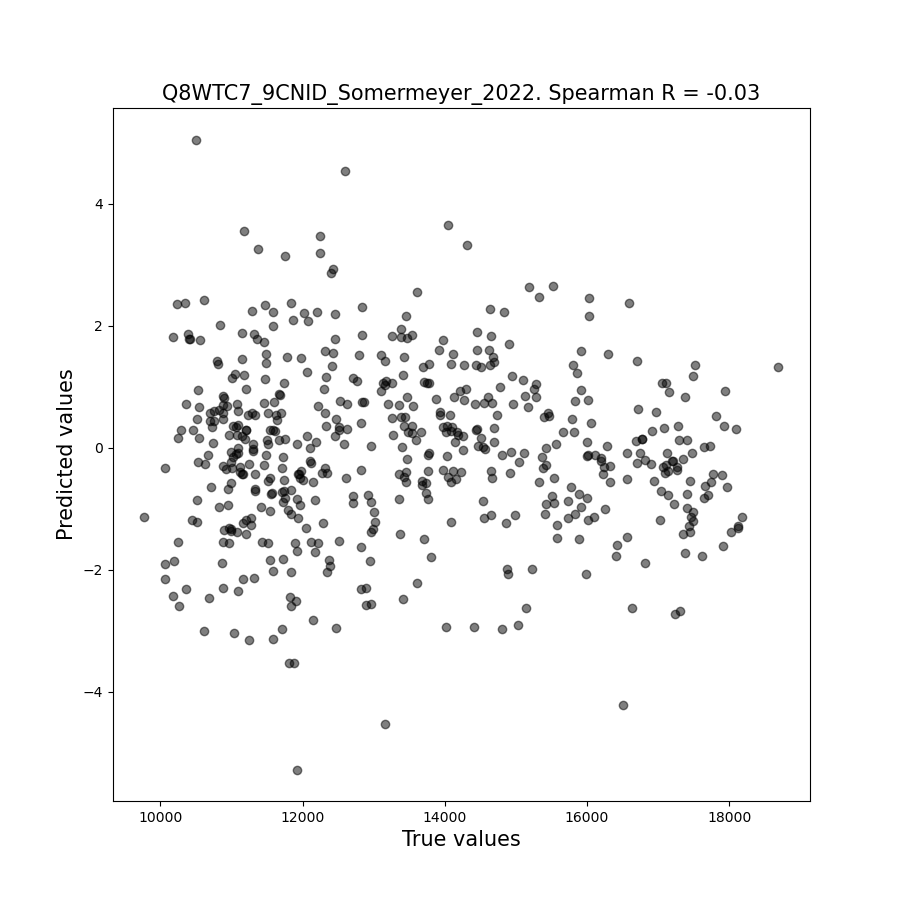 Q8WTC7_9CNID_Somermeyer_2022. Spearman R = -0.03
Predicted values
4
2
0
−2
−4
10000 12000 14000 16000 18000
True values